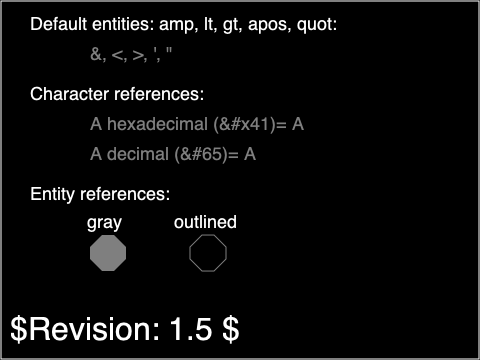 Default entities: amp, lt, gt, apos, quot:
&, <, >, ', "
Character references:
A hexadecimal (&#x41)= A
A decimal (&#65)= A
Entity references:
gray outlined
$Revision: 1.5 $